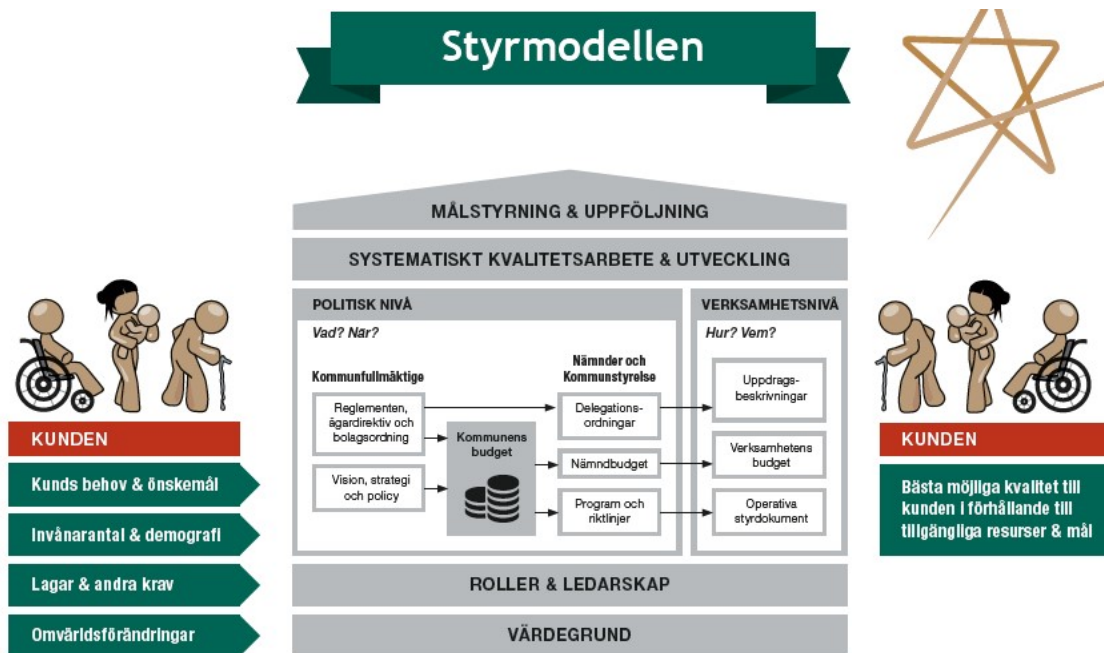 Styrmodellen
MÅLSTYRNING & UPPFÖLJNING
SYSTEMATISKT KVALITETSARBETE & UTVECKLING
KUNDEN
Kunds behov & önskemål
Invånarantal & demografi
Lagar & andra krav
Omvärldsförändringar
POLITISK NIVÅ
Vad? När?
Kommunfullmäktige
Reglementen,
ägardirektiv och
bolagsordning
Vision, strategi
och policy
Kommunens
budget
Nämnder och
Kommunstyrelse
Delegations-
ordningar
Nämndbudget
Program och
riktlinjer
VERKSAMHETSNIVÅ
Hur? Vem?
Uppdrags-
beskrivningar
Verksamhetens
budget
Operativa
styrdokument
ROLLER & LEDARSKAP
VÄRDEGRUND
KUNDEN
Bästa möjliga kvalitet till
kunden i förhållande till
tillgängliga resurser & mål